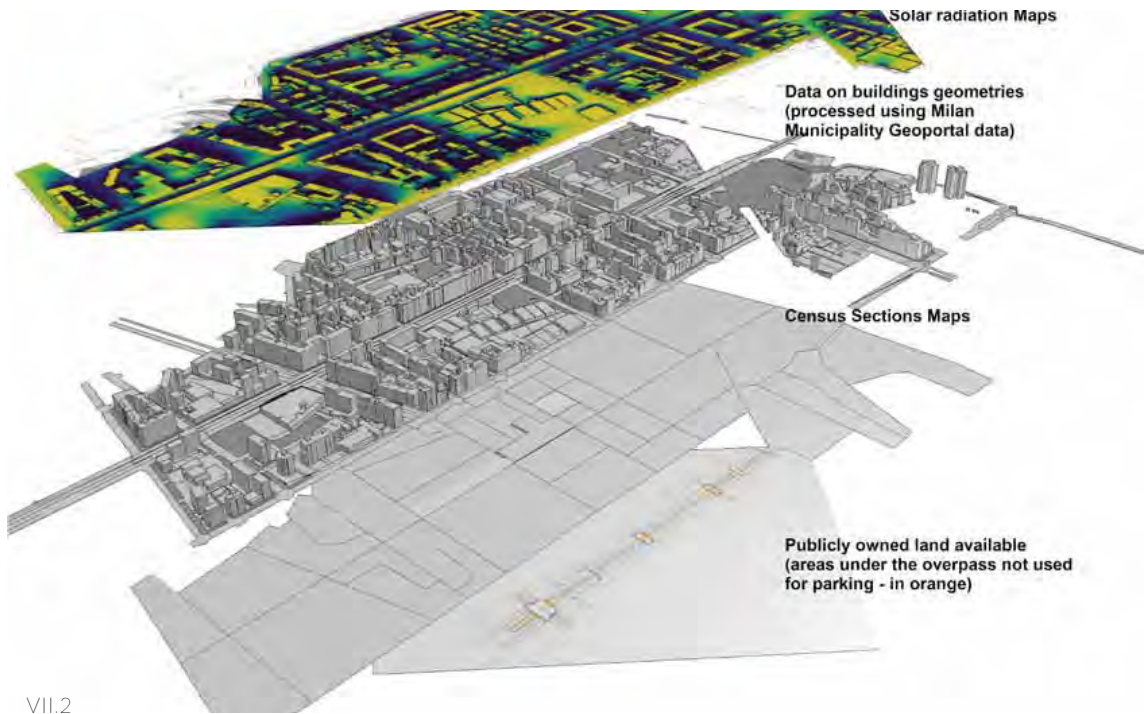 Solar radiation Maps
Data on buildings geometries
(processed using Milan
Municipality Geoportal data)
Census Sections Maps
Publicly owned land available
(areas under the overpass not used
for parking - in orange)
VII.2